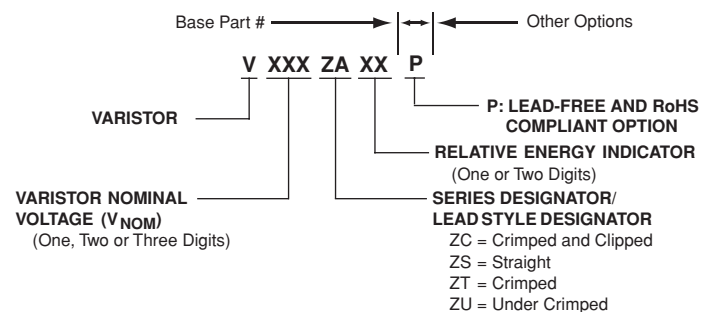 Base Part #
Other Options
V XXX ZA XX P
VARISTOR
P: LEAD-FREE AND RoHS
COMPLIANT OPTION
RELATIVE ENERGY INDICATOR
(One or Two Digits)
VARISTOR NOMINAL
VOLTAGE (VNOM)
(One, Two or Three Digits)
SERIES DESIGNATOR/
LEAD STYLE DESIGNATOR
ZC = Crimped and Clipped
ZS = Straight
ZT = Crimped
ZU = Under Crimped